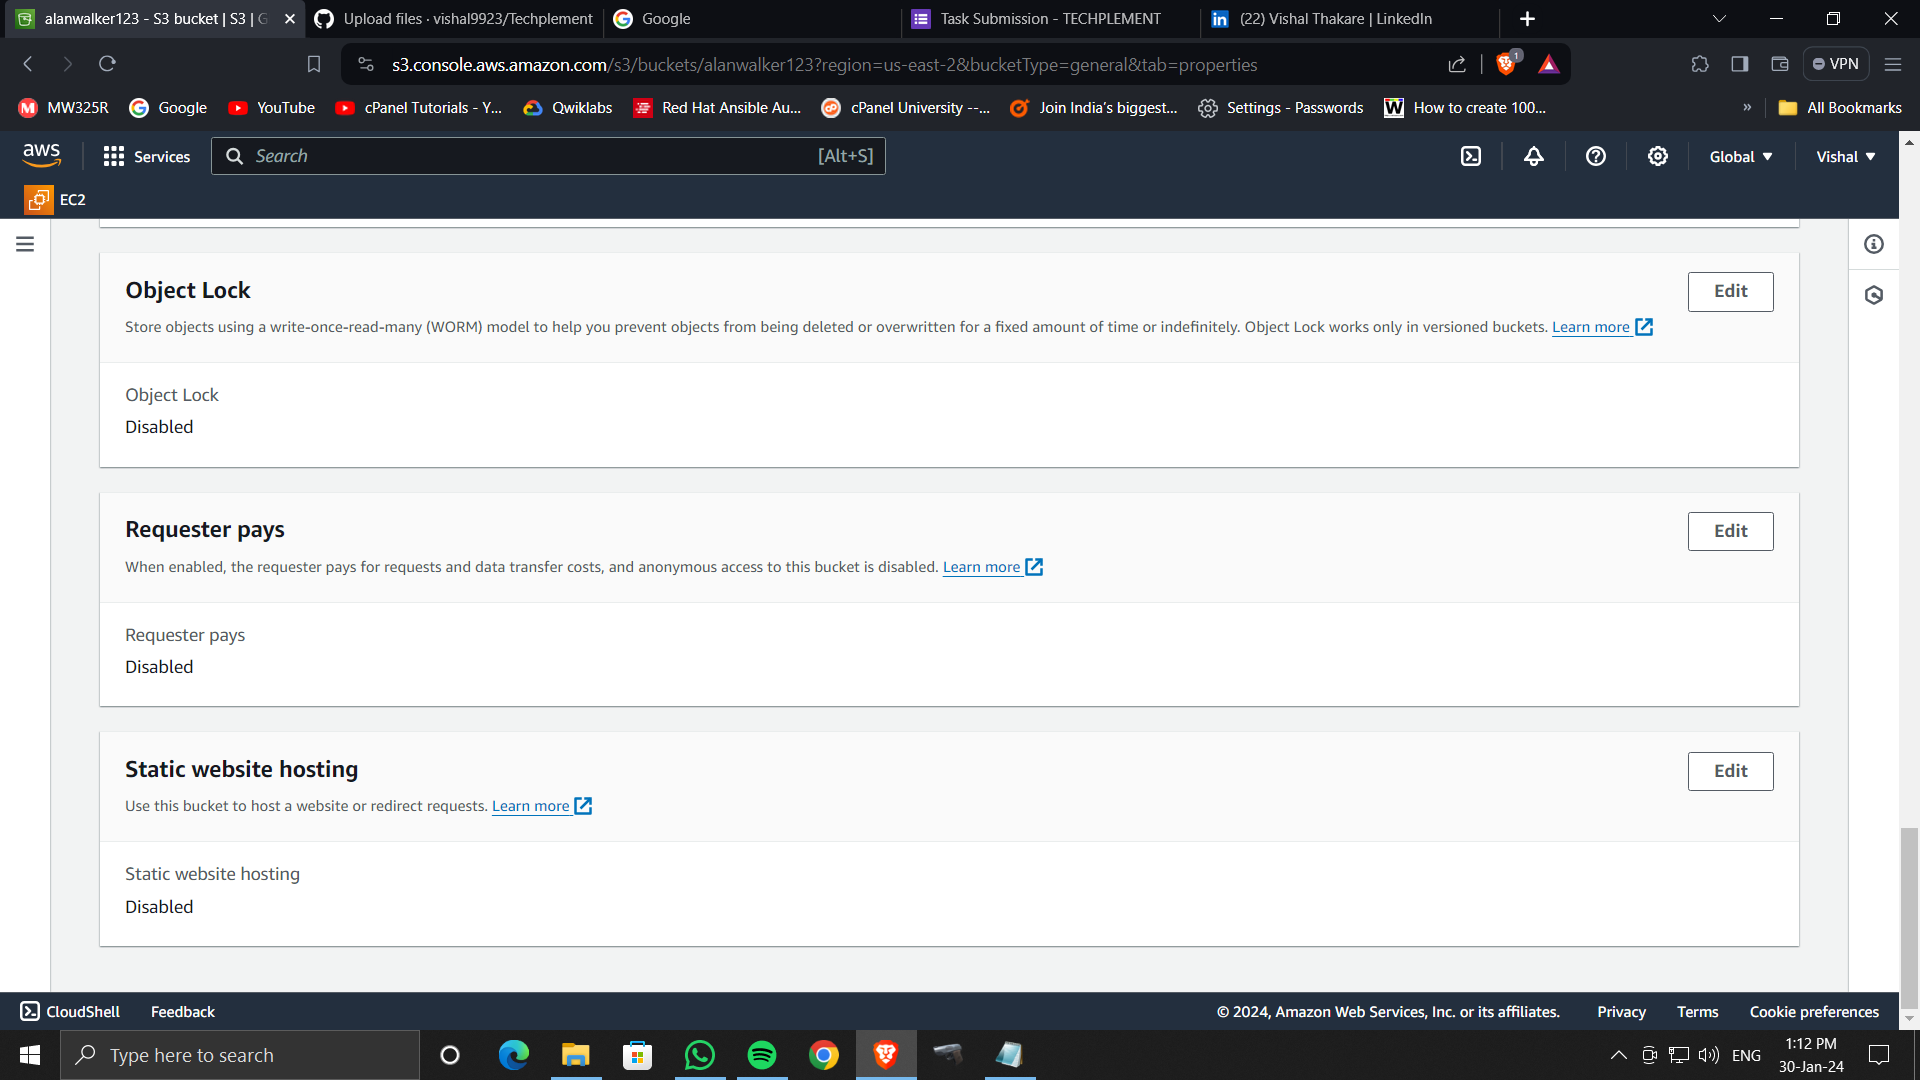 alanwalker123 - S3 bucket | S3 | G
Upload files · vishal9923/Techplement
Google
Task Submission - TECHPLEMENT
(22) Vishal Thakare | LinkedIn
s3.console.aws.amazon.com/s3/buckets/alanwalker123?region=us-east-2&bucketType=general&tab=properties
1
VPN
MW325R
Google
YouTube
cPanel Tutorials - Y...
Qwiklabs
Red Hat Ansible Au...
cPanel University --...
Join India's biggest...
Settings - Passwords
How to create 100...
»
All Bookmarks
aws
Services
Search
[Alt+S]
Global
Vishal
EC2
Object Lock
Edit
Store objects using a write-once-read-many (WORM) model to help you prevent objects from being deleted or overwritten for a fixed amount of time or indefinitely. Object Lock works only in versioned buckets. Learn more
Object Lock
Disabled
Requester pays
Edit
When enabled, the requester pays for requests and data transfer costs, and anonymous access to this bucket is disabled. Learn more
Requester pays
Disabled
Static website hosting
Edit
Use this bucket to host a website or redirect requests. Learn more
Static website hosting
Disabled
CloudShell
Feedback
© 2024, Amazon Web Services, Inc. or its affiliates.
Privacy
Terms
Cookie preferences
Type here to search
ENG
1:12 PM
30-Jan-24